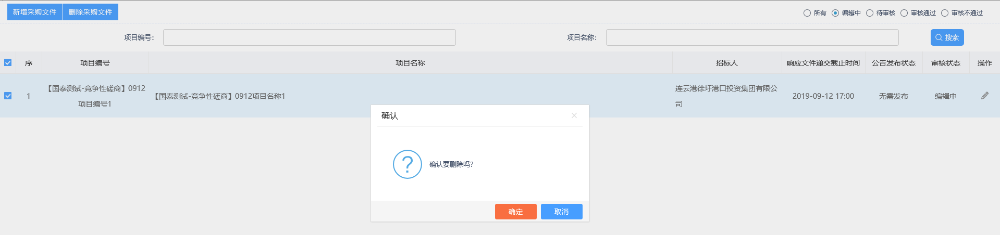 新增采购文件 删除采购文件 所有 编辑中 待审核 审核通过 审核不通过
项目编号: 项目名称: 搜索
序 项目编号 项目名称 招标人 响应文件递交截止时间 公告发布状态 审核状态 操作
【国泰测试-竞争性磋商】0912 连云港徐圩港口投资集团有限公
1 【国泰测试-竞争性磋商】0912项目名称1 2019-09-12 17:00 无需发布 编辑中
项目编号1 司
确认
?
确认要删除吗?
确定 取消